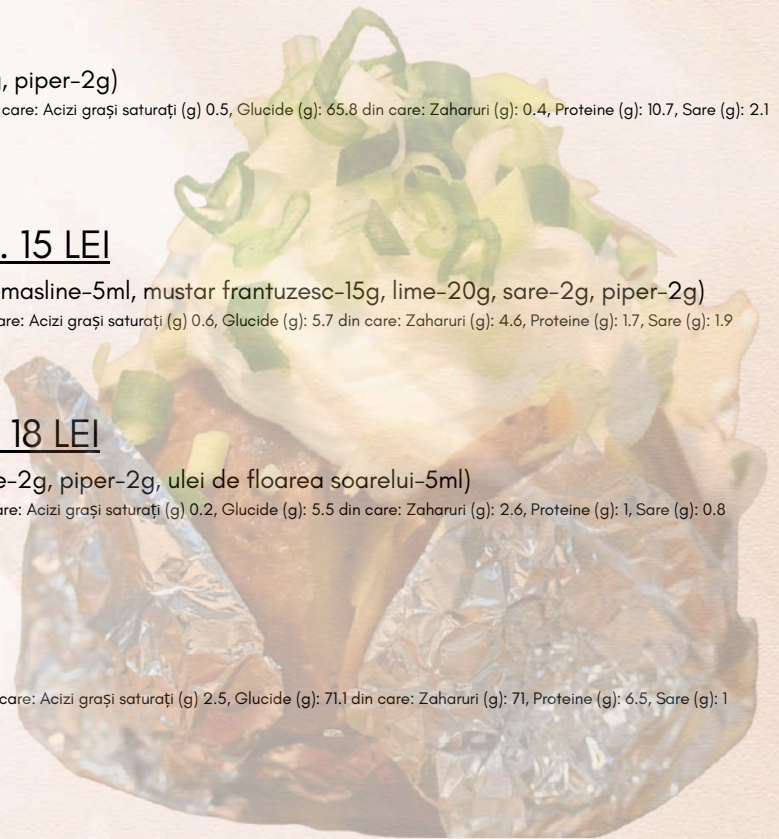 , piper-2g)
care: Acizi grași saturați (g) 0.5, Glucide (g): 65.8 din care: Zaharuri (g): 0.4, Proteine (g): 10.7, Sare (g): 2.1
. 15 LEI
masline-5ml, mustar frantuzesc-15g, lime-20g, sare-2g, piper-2g)
are: Acizi grași saturați (g) 0.6, Glucide (g): 5.7 din care: Zaharuri (g): 4.6, Proteine (g): 1.7, Sare (g): 1.9
18 LEI
e-2g, piper-2g, ulei de floarea soarelui-5ml)
are: Acizi grași saturați (g) 0.2, Glucide (g): 5.5 din care: Zaharuri (g): 2.6, Proteine (g): 1, Sare (g): 0.8
care: Acizi grași saturați (g) 2.5, Glucide (g): 71.1 din care: Zaharuri (g): 71, Proteine (g): 6.5, Sare (g): 1